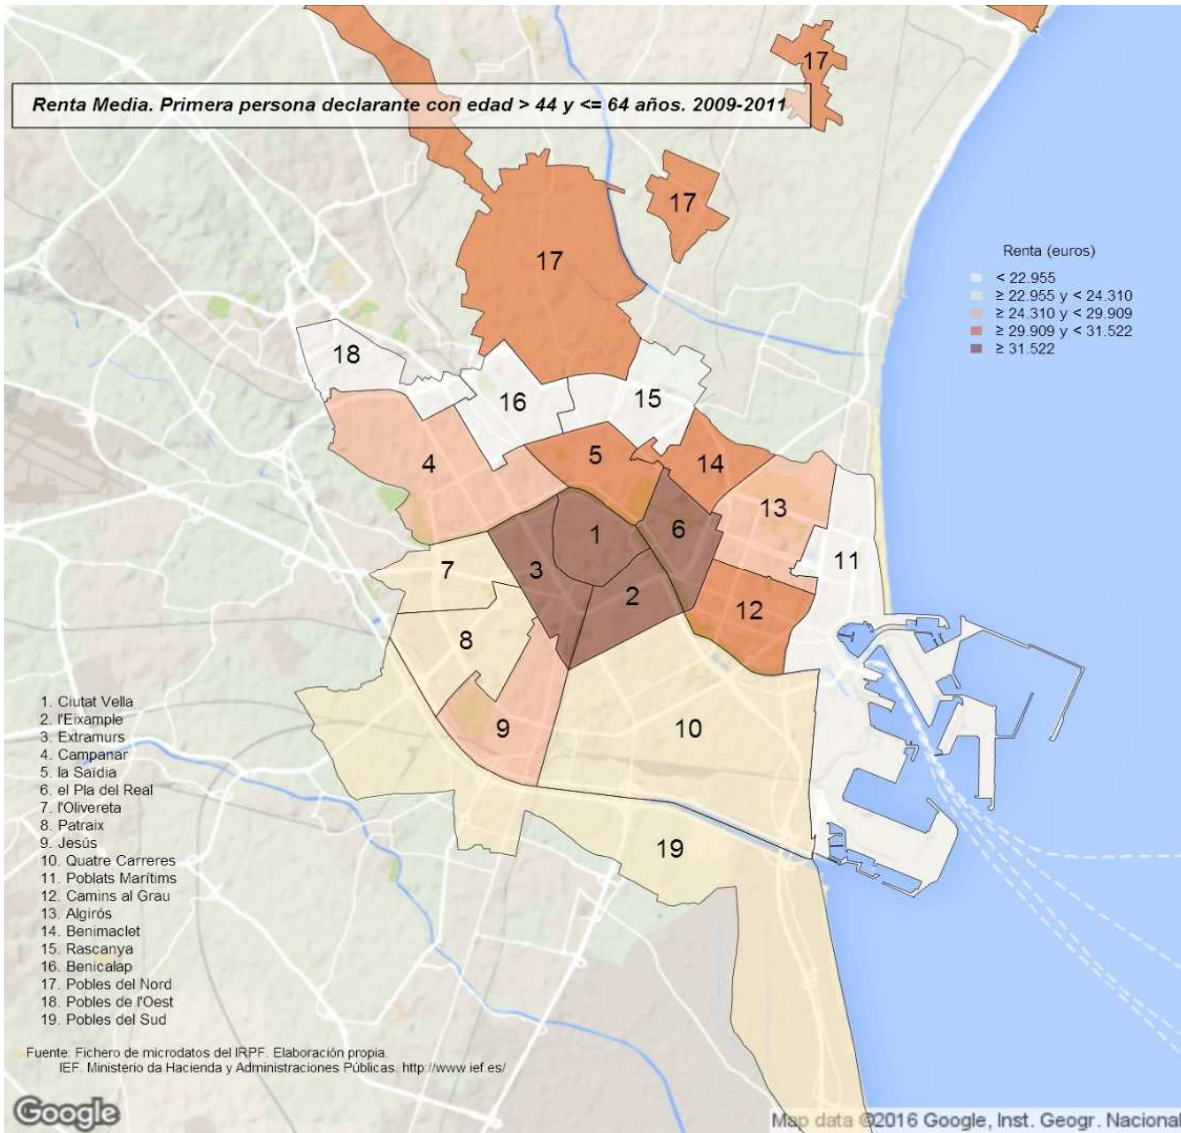 17
Renta Media. Primera persona declarante con edad > 44 y <= 64 años. 2009-2011
17
17
Renta (euros)
< 22.955
≥ 22.955 y < 24.310
≥ 24.310 y < 29.909
≥ 29.909 y < 31.522
≥ 31.522
18
16
15
4
5
14
13
6
1
3
11
7
2
12
8
9
10
19
1. Ciutat Vella
2. l'Eixample
3. Extramurs
4. Campanar
5. la Saïdia
6. el Pla del Real
7. l'Olivereta
8. Patraix
9. Jesús
10. Quatre Carreres
11. Poblats Marítims
12. Camins al Grau
13. Algirós
14. Benimaclet
15. Rascanya
16. Benicalap
17. Pobles del Nord
18. Pobles de l'Oest
19. Pobles del Sud
Fuente: Fichero de microdatos del IRPF. Elaboración propia.
IEF. Ministerio da Hacienda y Administraciones Públicas. http://www.ief.es/
Google
Map data ©2016 Google, Inst. Geogr. Nacional